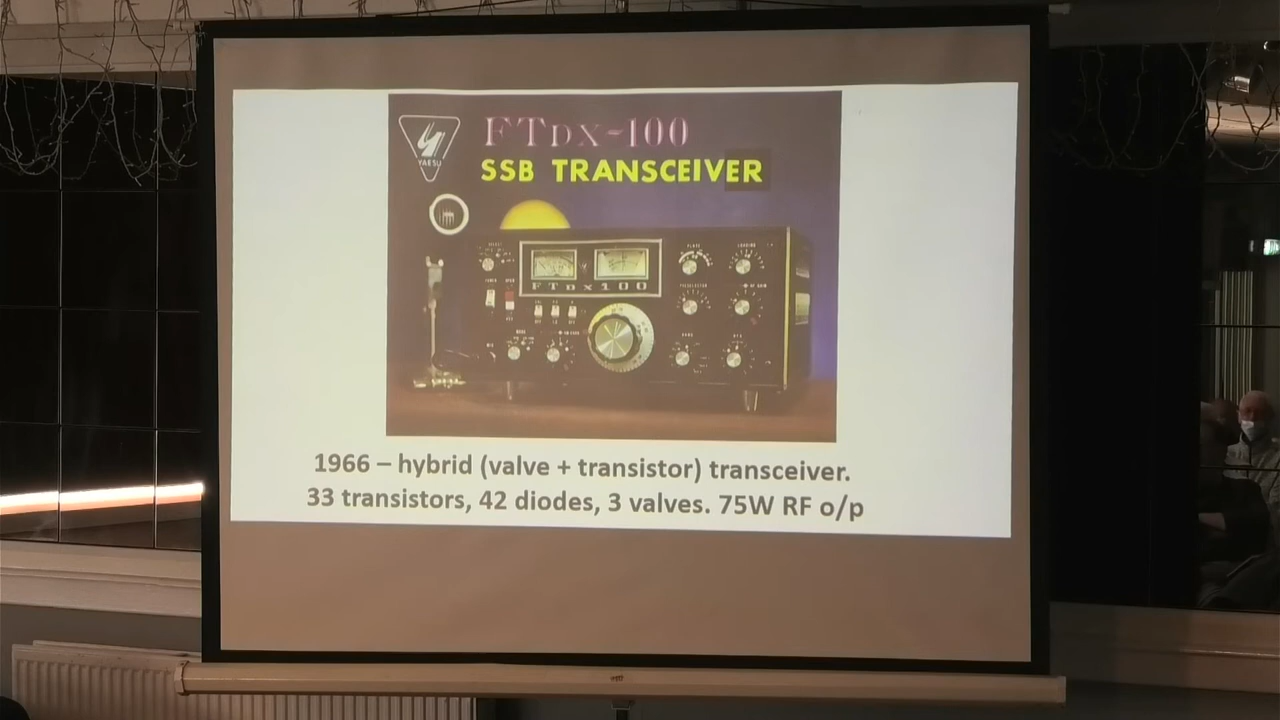 FTDX-100
YAESU
SSB TRANSCEIVER
FTDX100
1966 – hybrid (valve + transistor) transceiver.
33 transistors, 42 diodes, 3 valves. 75W RF o/p